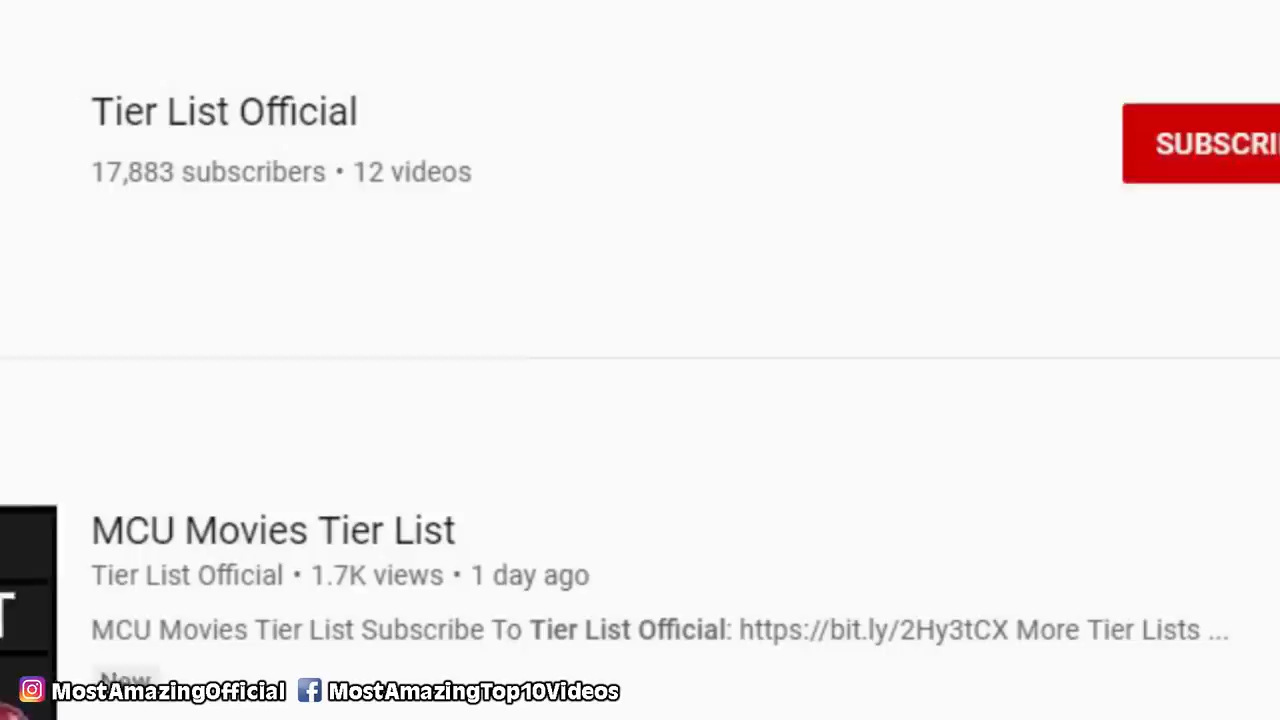 Tier List Official
17,883 subscribers • 12 videos
SUBSCRI
MCU Movies Tier List
Tier List Official • 1.7K views • 1 day ago
MCU Movies Tier List Subscribe To Tier List Official: https://bit.ly/2Hy3tCX More Tier Lists ...
T
New
MostAmazingOfficial MostAmazingTop10Videos